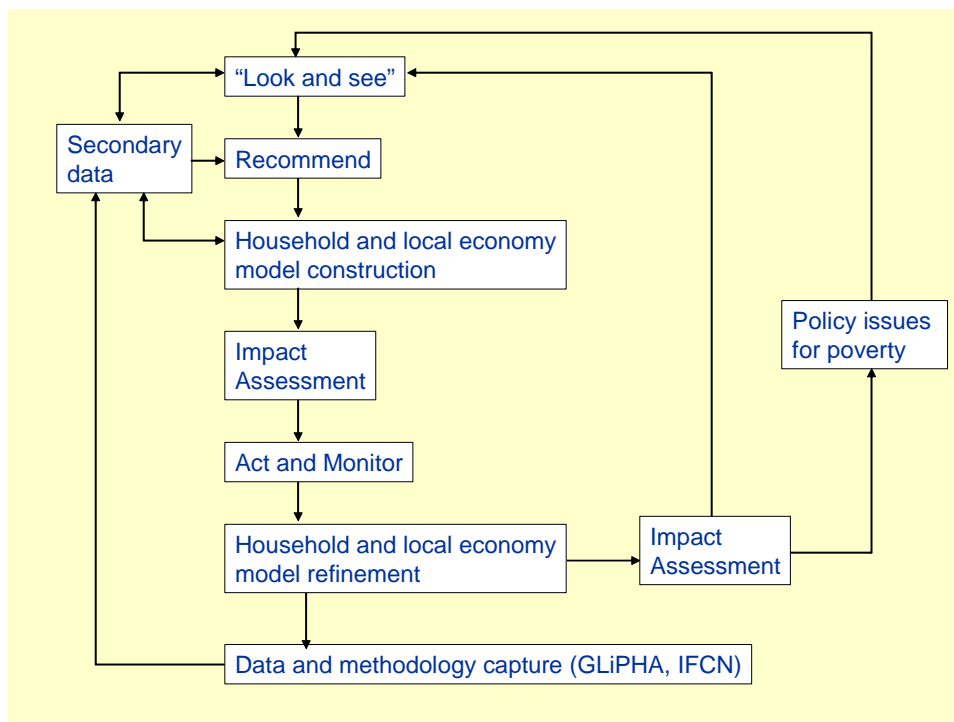 “Look and see”
Secondary
data
Recommend
Household and local economy
model construction
Impact
Assessment
Policy issues
for poverty
Act and Monitor
Household and local economy
model refinement
Impact
Assessment
Data and methodology capture (GLiPHA, IFCN)